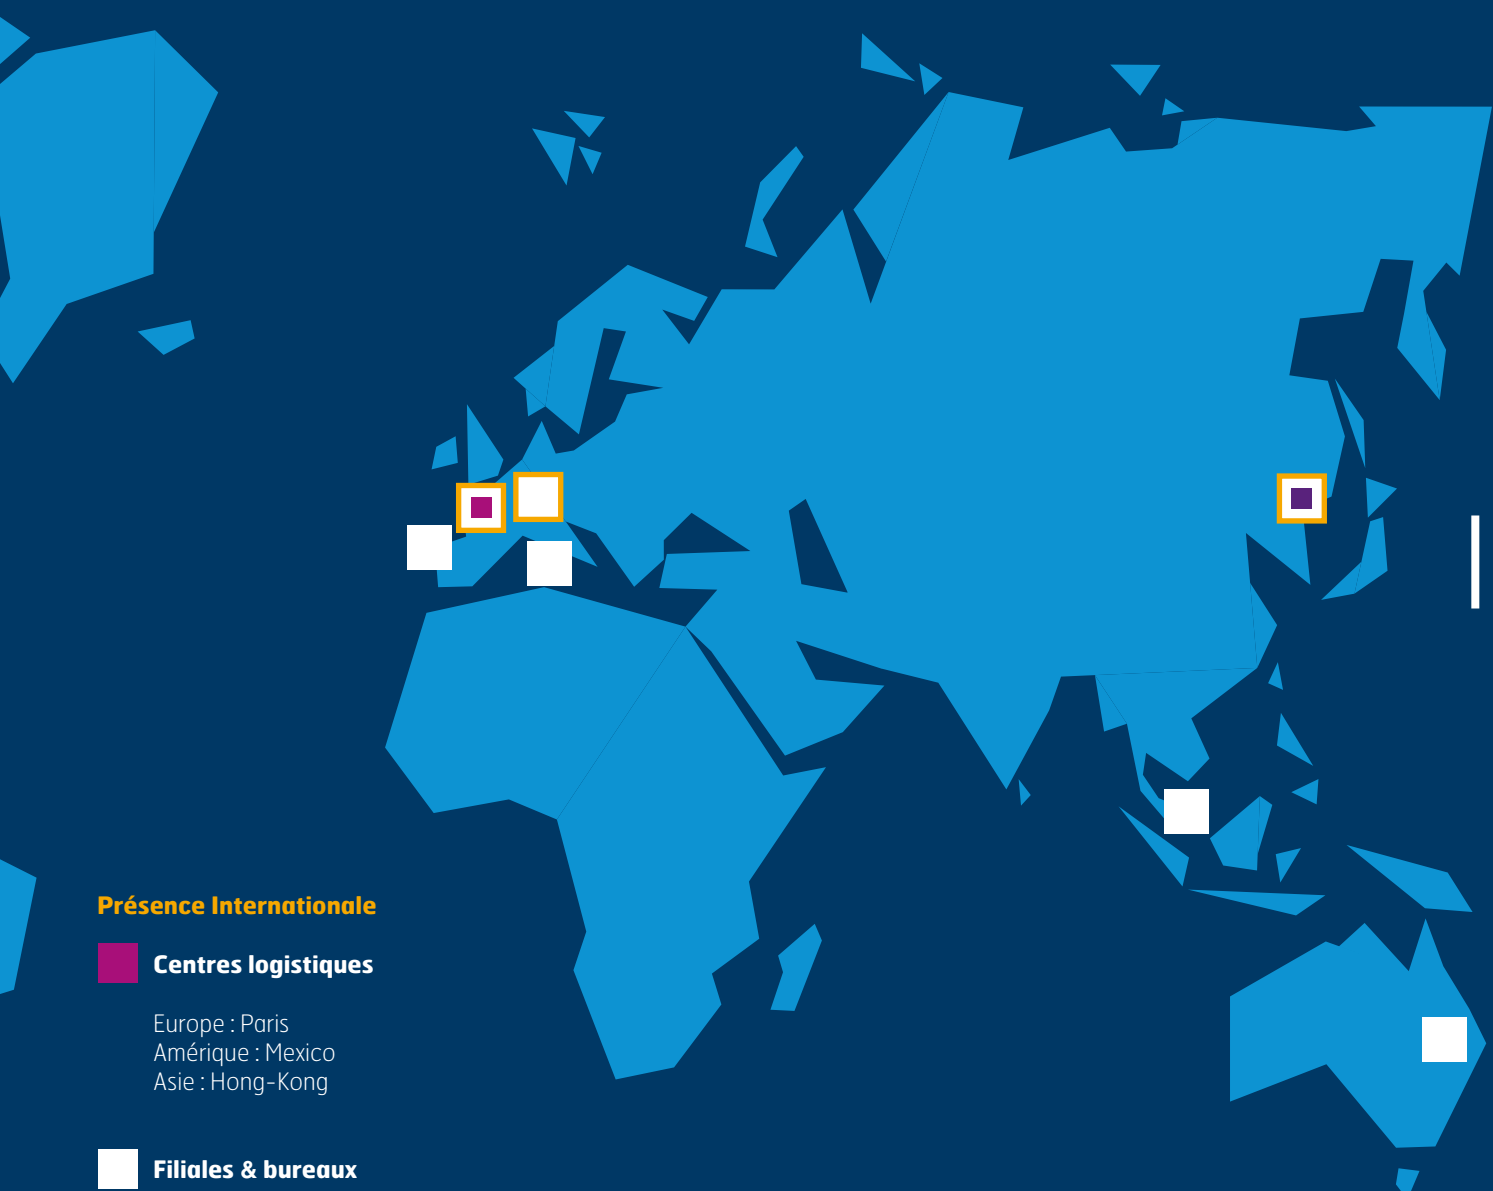 Présence Internationale
Centres logistiques
Europe : Paris
Amérique : Mexico
Asie : Hong-Kong
Filiales & bureaux